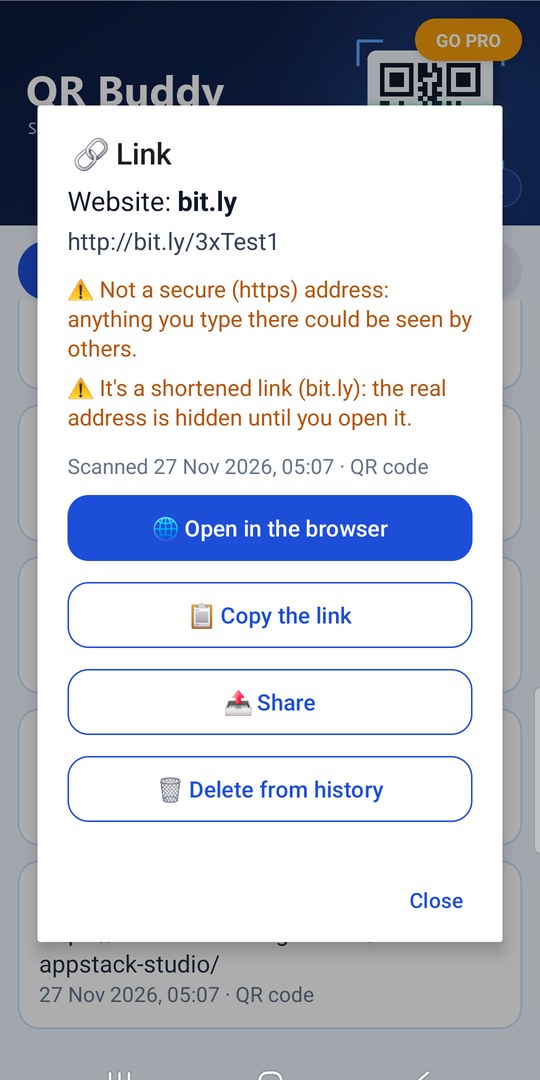 GO PRO
QR Buddy
🔗 Link
Website: bit.ly
http://bit.ly/3xTest1
⚠️ Not a secure (https) address:
anything you type there could be seen by
others.
⚠️ It's a shortened link (bit.ly): the real
address is hidden until you open it.
Scanned 27 Nov 2026, 05:07 · QR code
🌐 Open in the browser
📋 Copy the link
📤 Share
🗑️ Delete from history
Close
appstack-studio/
27 Nov 2026, 05:07 · QR code